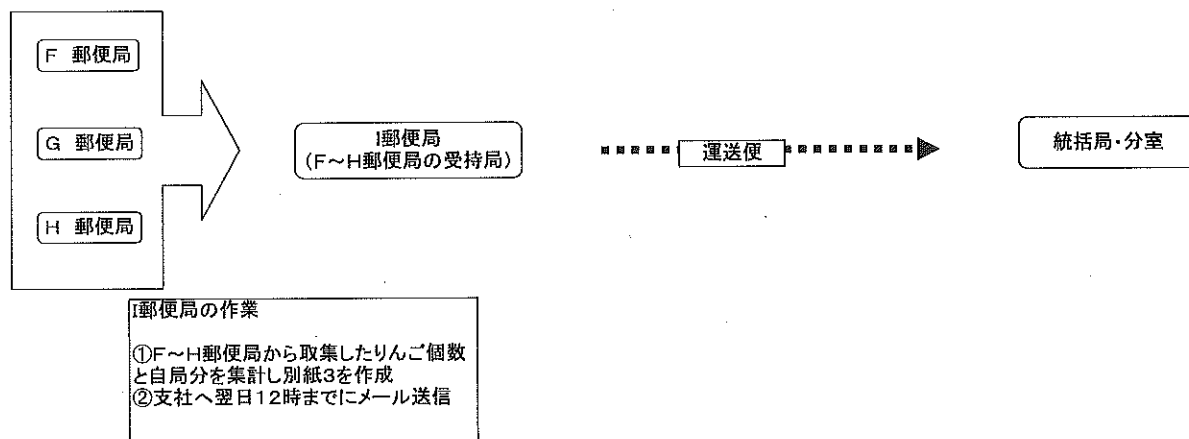 F 郵便局
G 郵便局
H 郵便局
I郵便局
(F~H郵便局の受持局)
運送便
統括局・分室
I郵便局の作業
①F~H郵便局から取集したりんご個数
と自局分を集計し別紙3を作成
②支社へ翌日12時までにメール送信